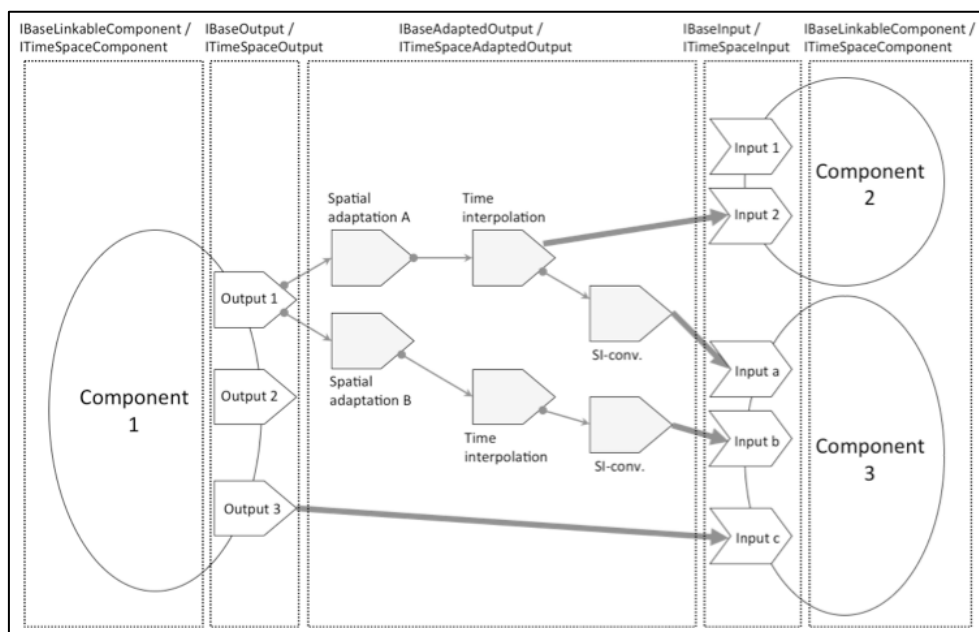 IBaseLinkableComponent /
ITimeSpaceComponent
IBaseOutput /
ITimeSpaceOutput
IBaseAdaptedOutput /
ITimeSpaceAdaptedOutput
IBaseInput /
ITimeSpaceInput
IBaseLinkableComponent /
ITimeSpaceComponent
Input 1
Component
2
Input 2
Spatial
adaptation A
Time
interpolation
Output 1
SI-conv.
Spatial
adaptation B
Input a
Component
1
Output 2
Time
interpolation
SI-conv.
Input b
Component
3
Output 3
Input c